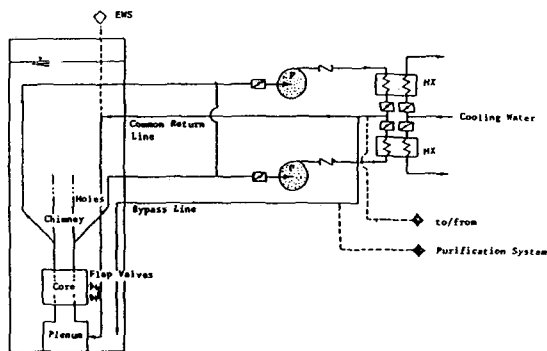 EWS
P
HX
Common Return
Line
Cooling Water
P
HX
Holes
Chimney
Bypass Line
to/from
Flap Valves
Purification System
Core
Plenum